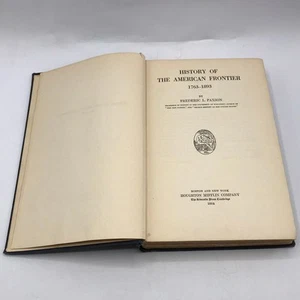 HISTORY OF
THE AMERICAN FRONTIER
1763-1893
BY
FREDERIC L. PAXSON
BOSTON AND NEW YORK
HOUGHTON MIFFLIN COMPANY
The Riverside Press Cambridge